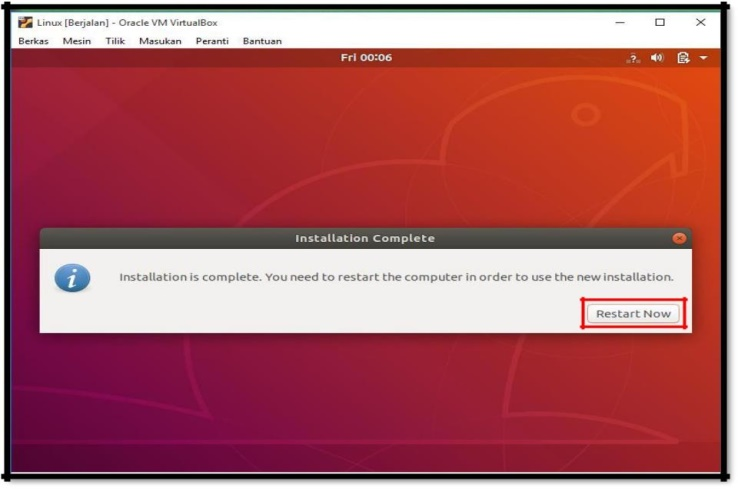 Linux [Berjalan] - Oracle VM VirtualBox
Berkas Mesin Tilik Masukan Peranti Bantuan
Fri 00:06
Installation Complete
Installation is complete. You need to restart the computer in order to use the new installation.
Restart Now